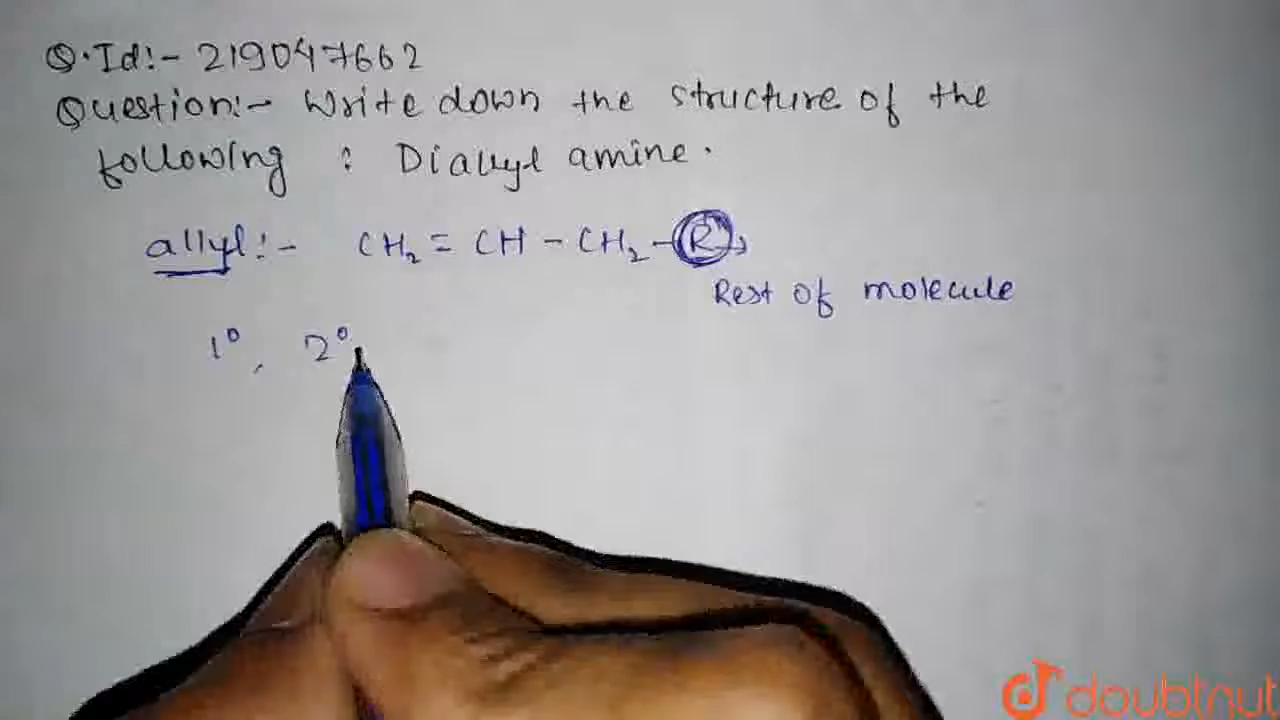 Q.Id:- 219047662
Question:- Write down the structure of the
following : Diallyl amine.
allyl:- CH₂ = CH - CH₂ - R
Rest of molecule
1°, 2°
doubtnut